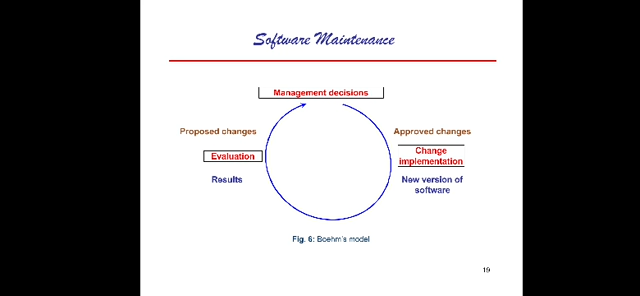 Software Maintenance
Management decisions
Proposed changes
Approved changes
Evaluation
Change
implementation
Results
New version of
software
Fig. 6: Boehm's model
19